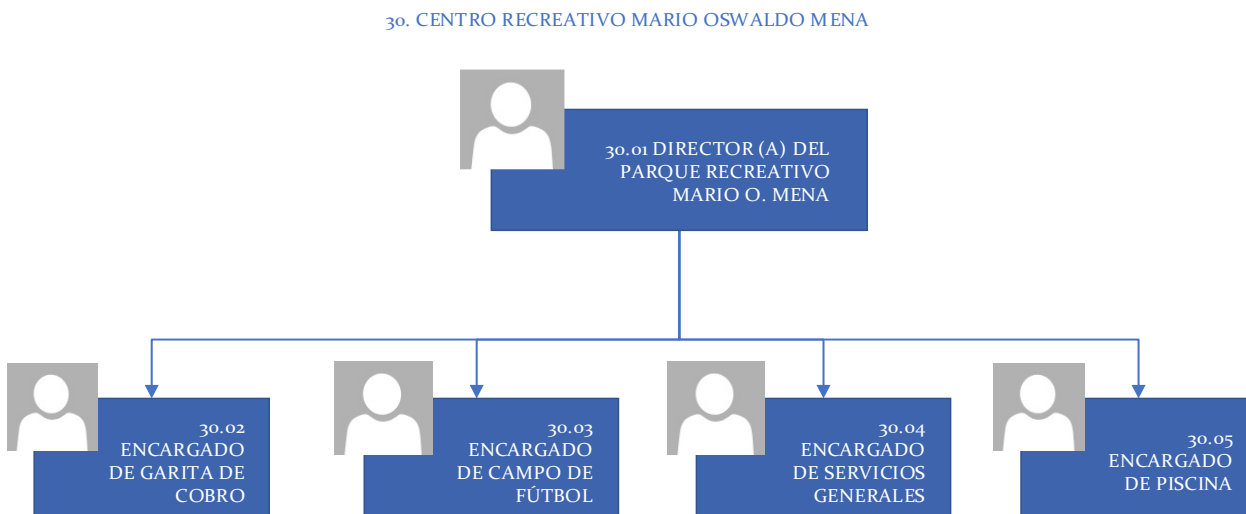 30. CENTRO RECREATIVO MARIO OSWALDO MENA
30.01 DIRECTOR (A) DEL
PARQUE RECREATIVO
MARIO O. MENA
30.02
ENCARGADO
DE GARITA DE
COBRO
30.03
ENCARGADO
DE CAMPO DE
FÚTBOL
30.04
ENCARGADO
DE SERVICIOS
GENERALES
30.05
ENCARGADO
DE PISCINA